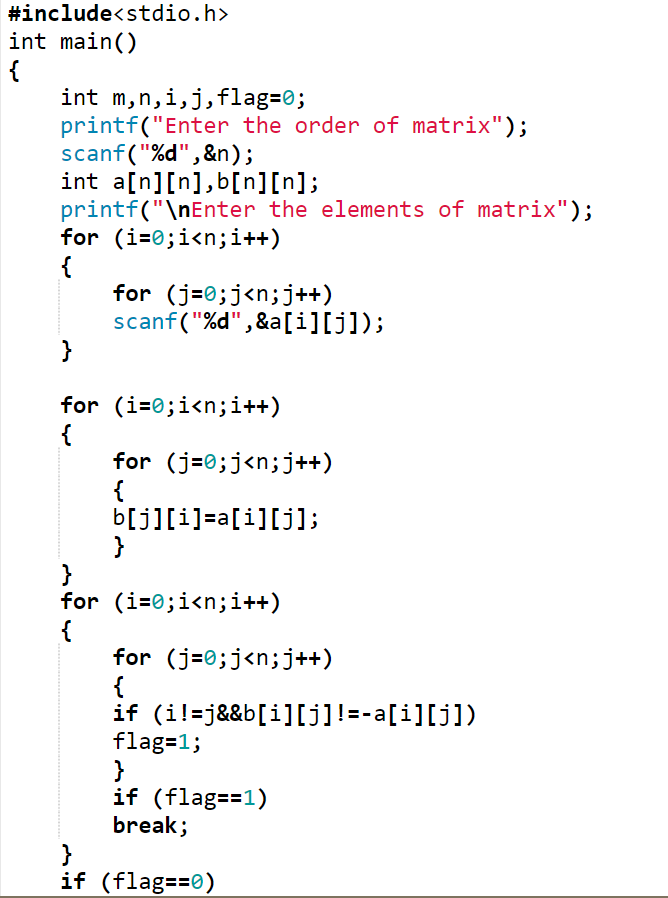 #include<stdio.h>
int main()
{
    int m,n,i,j,flag=0;
    printf("Enter the order of matrix");
    scanf("%d",&n);
    int a[n][n],b[n][n];
    printf("\nEnter the elements of matrix");
    for (i=0;i<n;i++)
    {
        for (j=0;j<n;j++)
        scanf("%d",&a[i][j]);
    }

    for (i=0;i<n;i++)
    {
        for (j=0;j<n;j++)
        {
        b[j][i]=a[i][j];
        }
    }
    for (i=0;i<n;i++)
    {
        for (j=0;j<n;j++)
        {
        if (i!=j&&b[i][j]!=-a[i][j])
        flag=1;
        }
        if (flag==1)
        break;
    }
    if (flag==0)